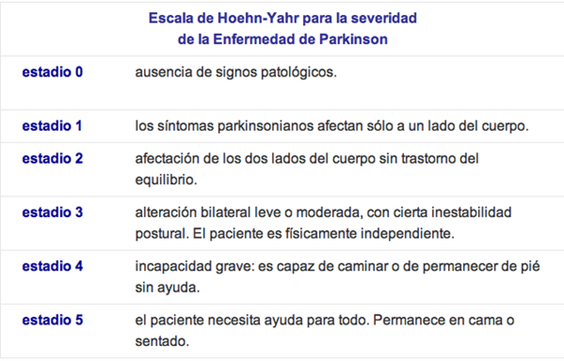 Escala de Hoehn-Yahr para la severidad
de la Enfermedad de Parkinson
estadio 0 ausencia de signos patológicos.
estadio 1 los síntomas parkinsonianos afectan sólo a un lado del cuerpo.
estadio 2 afectación de los dos lados del cuerpo sin trastorno del
equilibrio.
estadio 3 alteración bilateral leve o moderada, con cierta inestabilidad
postural. El paciente es físicamente independiente.
estadio 4 incapacidad grave: es capaz de caminar o de permanecer de pié
sin ayuda.
estadio 5 el paciente necesita ayuda para todo. Permanece en cama o
sentado.